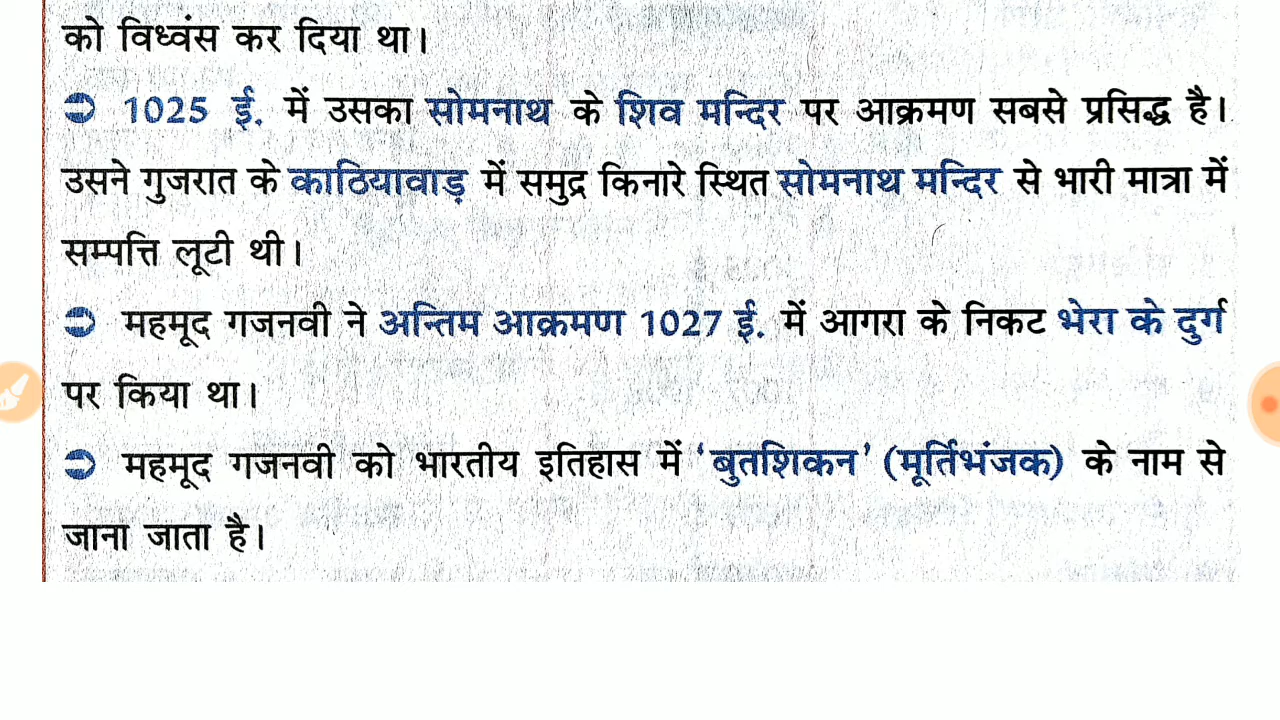 को विध्वंस कर दिया था।
➲ 1025 ई. में उसका सोमनाथ के शिव मन्दिर पर आक्रमण सबसे प्रसिद्ध है।
उसने गुजरात के काठियावाड़ में समुद्र किनारे स्थित सोमनाथ मन्दिर से भारी मात्रा में
सम्पत्ति लूटी थी।
➲ महमूद गजनवी ने अन्तिम आक्रमण 1027 ई. में आगरा के निकट भेरा के दुर्ग
पर किया था।
➲ महमूद गजनवी को भारतीय इतिहास में ‘बुतशिकन’ (मूर्तिभंजक) के नाम से
जाना जाता है।